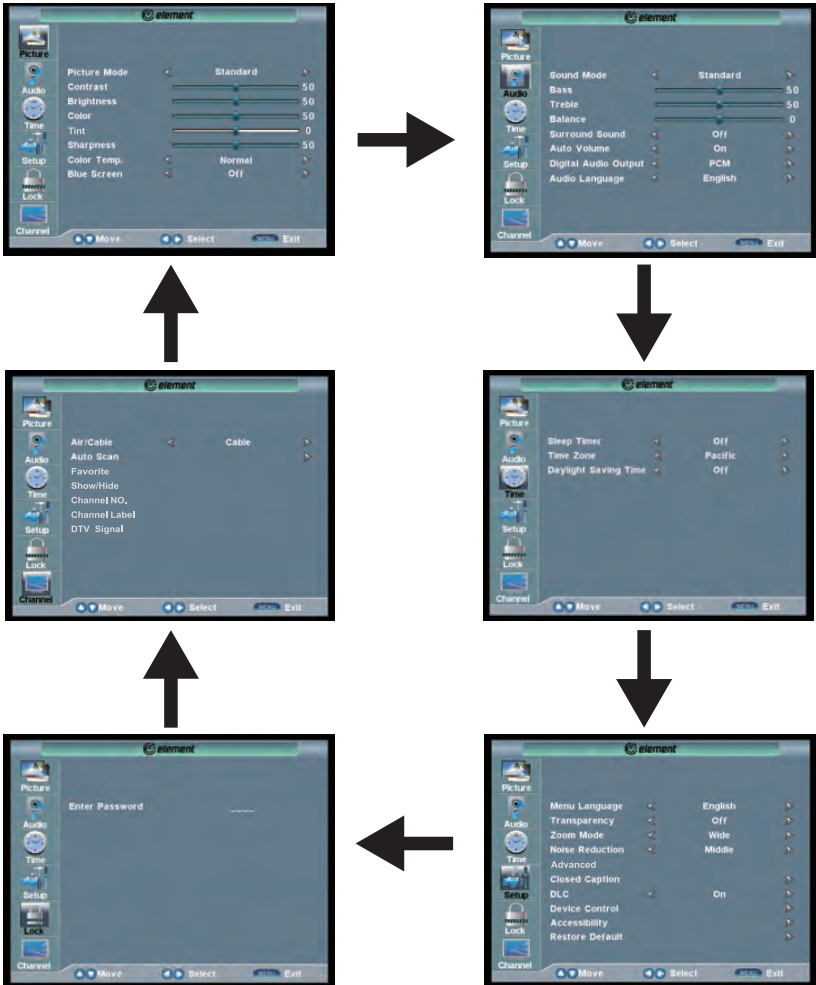 element
Picture
Audio
Time
Setup
Lock
Channel
Picture Mode Standard
Contrast 50
Brightness 50
Color 50
Tint 0
Sharpness 50
Color Temp. Normal
Blue Screen Off
Move Select MENU Exit
element
Picture
Audio
Time
Setup
Lock
Channel
Sound Mode Standard
Bass 50
Treble 50
Balance 0
Surround Sound Off
Auto Volume On
Digital Audio Output PCM
Audio Language English
Move Select MENU Exit
element
Picture
Audio
Time
Setup
Lock
Channel
Air/Cable Cable
Auto Scan
Favorite
Show/Hide
Channel NO.
Channel Label
DTV Signal
Move Select MENU Exit
element
Picture
Audio
Time
Setup
Lock
Channel
Sleep Timer Off
Time Zone Pacific
Daylight Saving Time Off
Move Select MENU Exit
element
Picture
Audio
Time
Setup
Lock
Channel
Enter Password ____
Move Select MENU Exit
element
Picture
Audio
Time
Setup
Lock
Channel
Menu Language English
Transparency Off
Zoom Mode Wide
Noise Reduction Middle
Advanced
Closed Caption
DLC On
Device Control
Accessibility
Restore Default
Move Select MENU Exit